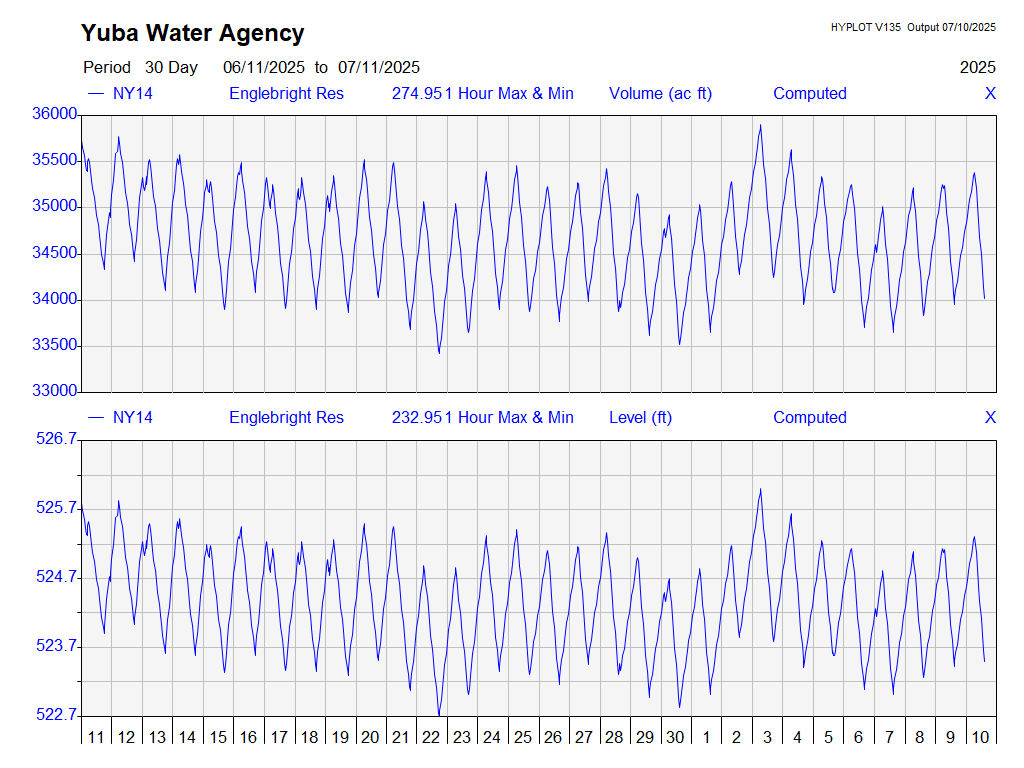 Yuba Water Agency
HYPLOT V135 Output 07/10/2025
Period 30 Day 06/11/2025 to 07/11/2025 2025
— NY14 Englebright Res 274.951 Hour Max & Min Volume (ac ft) Computed X
36000
35500
35000
34500
34000
33500
33000
— NY14 Englebright Res 232.951 Hour Max & Min Level (ft) Computed X
526.7
525.7
524.7
523.7
522.7
11 12 13 14 15 16 17 18 19 20 21 22 23 24 25 26 27 28 29 30 1 2 3 4 5 6 7 8 9 10